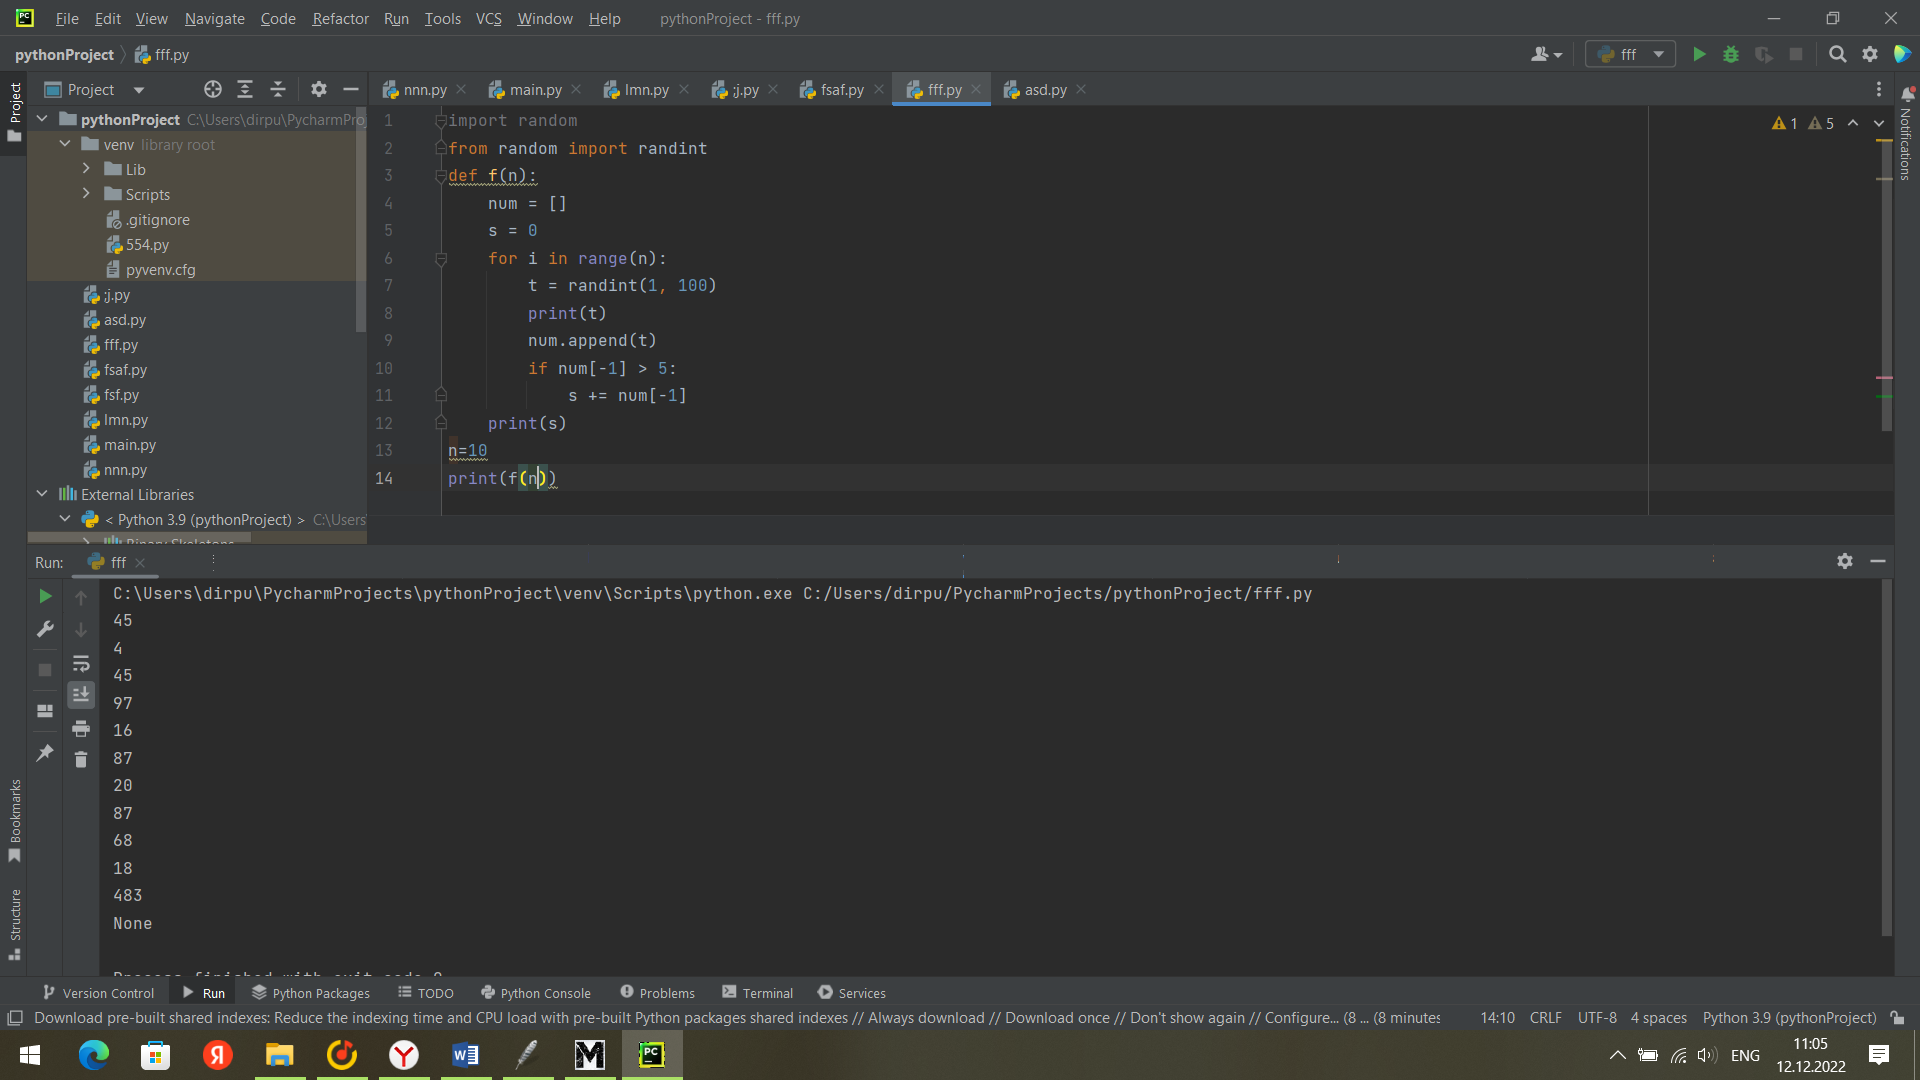 File Edit View Navigate Code Refactor Run Tools VCS Window Help pythonProject - fff.py
pythonProject fff.py fff
Project
Project
nnn.py main.py lmn.py ;j.py fsaf.py fff.py asd.py
pythonProject C:\Users\dirpu\PycharmPro
venv library root
Lib
Scripts
.gitignore
554.py
pyvenv.cfg
;j.py
asd.py
fff.py
fsaf.py
fsf.py
lmn.py
main.py
nnn.py
External Libraries
< Python 3.9 (pythonProject) > C:\Users
Binary Skeletons
1 import random
2 from random import randint
3 def f(n):
4 num = []
5 s = 0
6 for i in range(n):
7 t = randint(1, 100)
8 print(t)
9 num.append(t)
10 if num[-1] > 5:
11 s += num[-1]
12 print(s)
13 n=10
14 print(f(n))
1 5
Notifications
Run: fff
C:\Users\dirpu\PycharmProjects\pythonProject\venv\Scripts\python.exe C:/Users/dirpu/PycharmProjects/pythonProject/fff.py
45
4
45
97
16
87
20
87
68
18
483
None
Process finished with exit code 0
Bookmarks
Structure
Version Control Run Python Packages TODO Python Console Problems Terminal Services
Download pre-built shared indexes: Reduce the indexing time and CPU load with pre-built Python packages shared indexes // Always download // Download once // Don't show again // Configure... (8 ... (8 minutes 14:10 CRLF UTF-8 4 spaces Python 3.9 (pythonProject)
ENG 11:05
12.12.2022